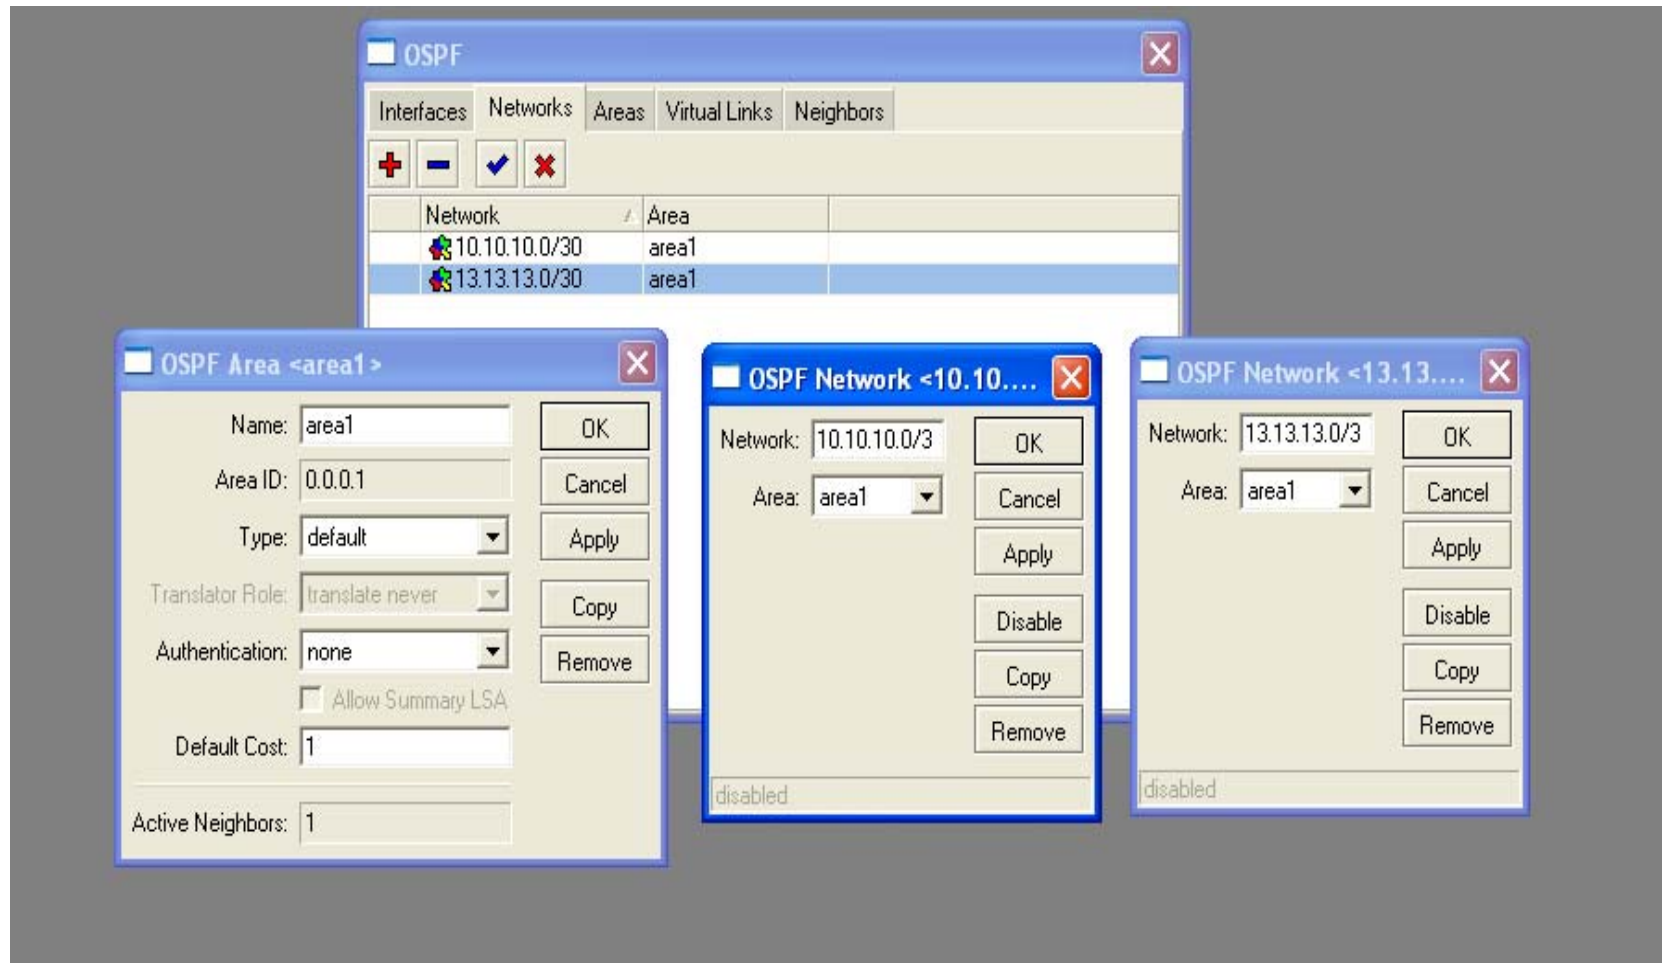 OSPF
Interfaces Networks Areas Virtual Links Neighbors
Network Area
10.10.10.0/30 area1
13.13.13.0/30 area1
OSPF Area <area1>
Name: area1
OK
Area ID: 0.0.0.1
Cancel
Type: default
Apply
Translator Role: translate never
Copy
Authentication: none
Remove
Allow Summary LSA
Default Cost: 1
Active Neighbors: 1
OSPF Network <10.10....
Network: 10.10.10.0/3
OK
Area: area1
Cancel
Apply
Disable
Copy
Remove
disabled
OSPF Network <13.13....
Network: 13.13.13.0/3
OK
Area: area1
Cancel
Apply
Disable
Copy
Remove
disabled